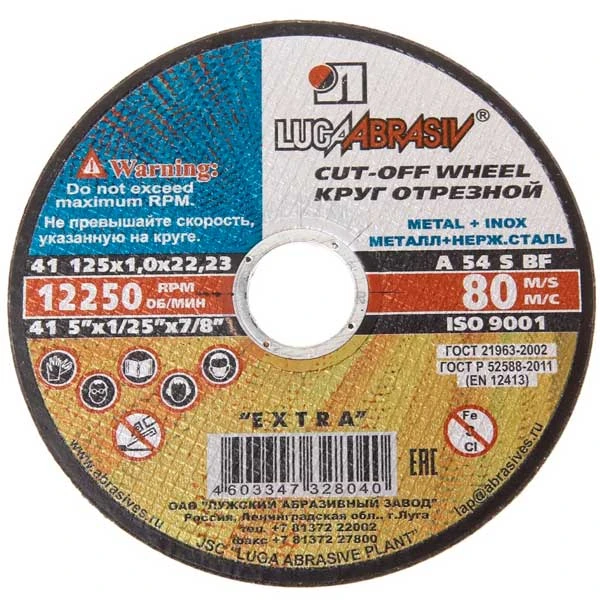 LUGAABRASIV®
CUT-OFF WHEEL
КРУГ ОТРЕЗНОЙ
METAL + INOX
МЕТАЛЛ+НЕРЖ.СТАЛЬ
Warning:
Do not exceed
maximum RPM.
Не превышайте скорость,
указанную на круге.
41 125x1,0x22,23
A 54 S BF
12250 RPM
ОБ/МИН
80 M/S
М/С
41 5"x1/25"x7/8"
ISO 9001
ГОСТ 21963-2002
ГОСТ Р 52588-2011
(EN 12413)
"EXTRA"
Fe
S
Cl
EAC
4 603347 328040
www.abrasives.ru
lap@abrasives.ru
ОАО "ЛУЖСКИЙ АБРАЗИВНЫЙ ЗАВОД"
Россия, Ленинградская обл., г.Луга
тел. +7 81372 22002
факс +7 81372 27800
JSC "LUGA ABRASIVE PLANT"